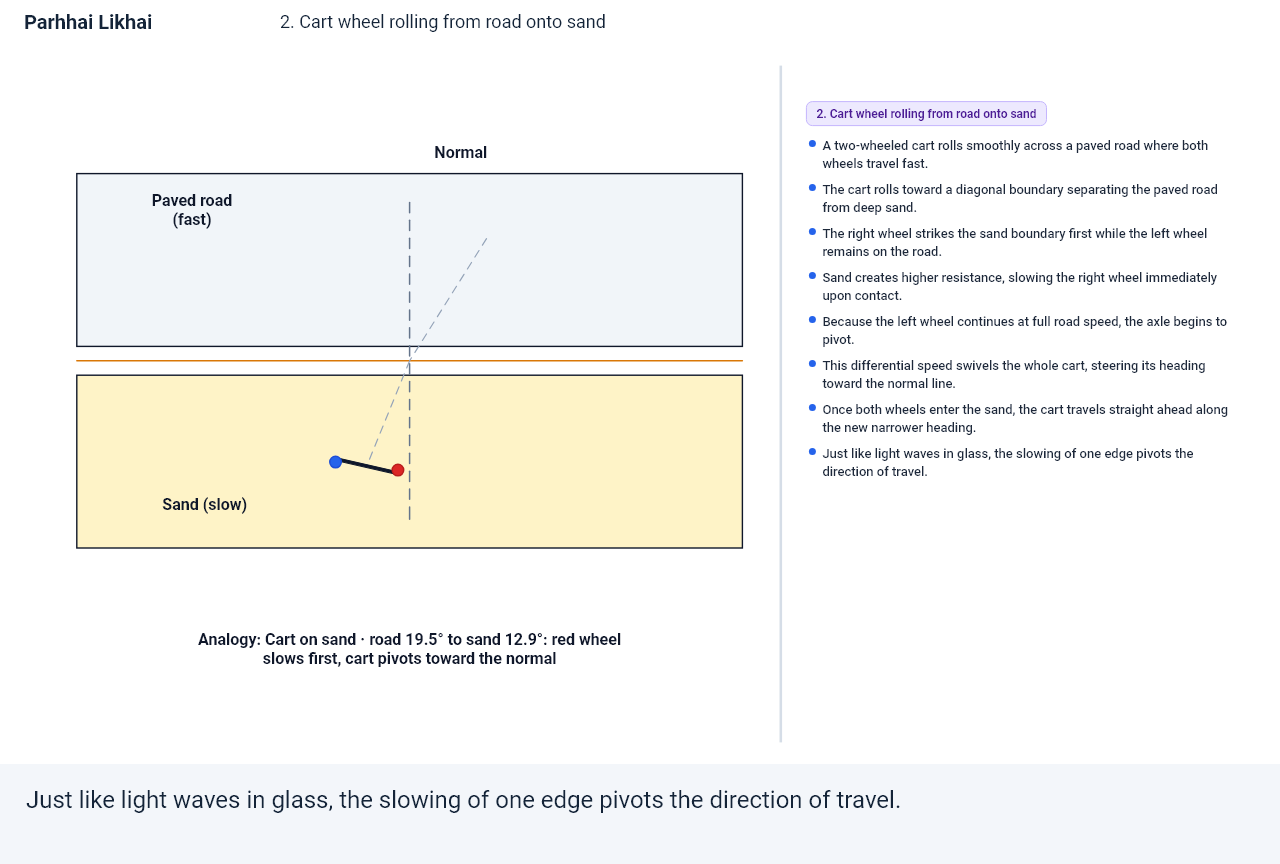 Parhhai Likhai
2. Cart wheel rolling from road onto sand
Normal
Paved road
(fast)
Sand (slow)
Analogy: Cart on sand · road 19.5° to sand 12.9°: red wheel
slows first, cart pivots toward the normal
2. Cart wheel rolling from road onto sand
A two-wheeled cart rolls smoothly across a paved road where both
wheels travel fast.
The cart rolls toward a diagonal boundary separating the paved road
from deep sand.
The right wheel strikes the sand boundary first while the left wheel
remains on the road.
Sand creates higher resistance, slowing the right wheel immediately
upon contact.
Because the left wheel continues at full road speed, the axle begins to
pivot.
This differential speed swivels the whole cart, steering its heading
toward the normal line.
Once both wheels enter the sand, the cart travels straight ahead along
the new narrower heading.
Just like light waves in glass, the slowing of one edge pivots the
direction of travel.
Just like light waves in glass, the slowing of one edge pivots the direction of travel.